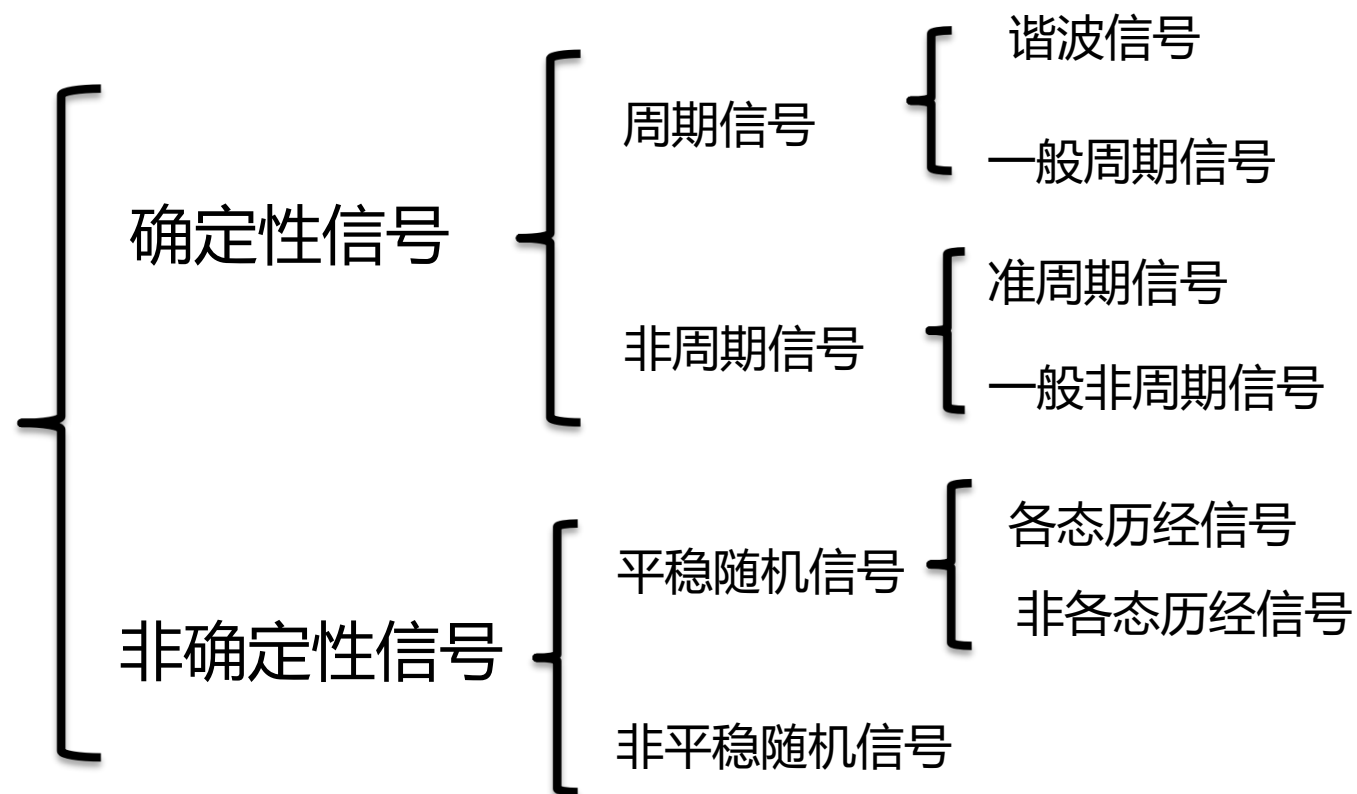 确定性信号
周期信号
谐波信号
一般周期信号
非周期信号
准周期信号
一般非周期信号
非确定性信号
平稳随机信号
各态历经信号
非各态历经信号
非平稳随机信号